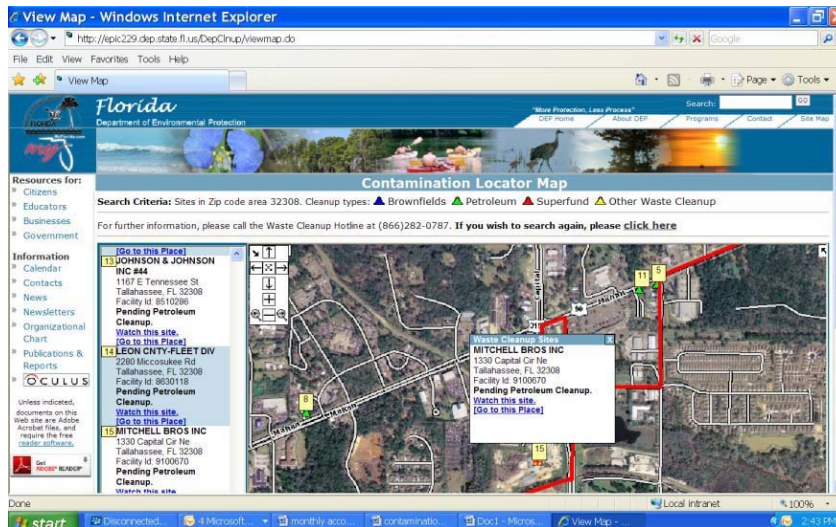 View Map - Windows Internet Explorer
http://epic229.dep.state.fl.us/DepClnup/viewmap.do
Google
File Edit View Favorites Tools Help
View Map
Page
Tools
Florida
Department of Environmental Protection
"More Protection, Less Process"
Search:
GO
DEP Home
About DEP
Programs
Contact
Site Map
FLORIDA
my
Contamination Locator Map
Search Criteria: Sites in Zip code area 32308. Cleanup types: Brownfields Petroleum Superfund Other Waste Cleanup
For further information, please call the Waste Cleanup Hotline at (866)282-0787. If you wish to search again, please click here
Resources for:
Citizens
Educators
Businesses
Government
Information
Calendar
Contacts
News
Newsletters
Organizational
Chart
Publications &
Reports
OCULUS
Unless indicated,
documents on this
Web site are Adobe
Acrobat files, and
require the free
reader software.
Get
ADOBE READER
[Go to this Place]
13 JOHNSON & JOHNSON
INC #44
1167 E Tennessee St
Tallahassee, FL 32308
Facility Id: 8510286
Pending Petroleum
Cleanup.
Watch this site.
[Go to this Place]
14 LEON CNTY-FLEET DIV
2280 Miccosukee Rd
Tallahassee, FL 32308
Facility Id: 8630118
Pending Petroleum
Cleanup.
Watch this site.
[Go to this Place]
15 MITCHELL BROS INC
1330 Capital Cir Ne
Tallahassee, FL 32308
Facility Id: 9100670
Pending Petroleum
Cleanup.
Watch this site.
11
5
Mahan
90
Capital
Waste Cleanup Sites
X
MITCHELL BROS INC
1330 Capital Cir Ne
Tallahassee, FL 32308
Facility Id: 9100670
Pending Petroleum Cleanup.
Watch this site.
[Go to this Place]
8
Mahan
Mahan
15
Done
Local intranet
100%
start
Disconnected...
4 Microsoft...
monthly acco...
contaminatio...
Doc1 - Micros...
View Map - ...
2:43 P